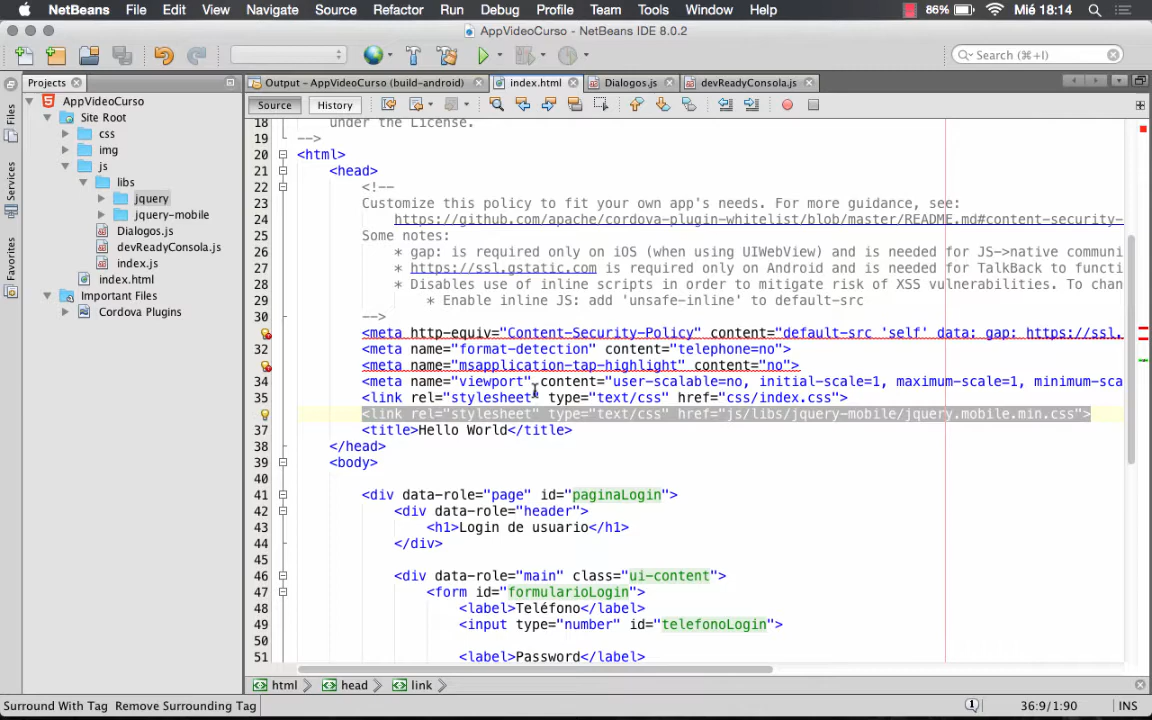 NetBeans File Edit View Navigate Source Refactor Run Debug Profile Team Tools Window Help 86% Mié 18:14
AppVideoCurso - NetBeans IDE 8.0.2
Search (⌘+I)
Projects
Output - AppVideoCurso (build-android) index.html Dialogos.js devReadyConsola.js
Source History
Files
Services
Favorites
AppVideoCurso
Site Root
css
img
js
libs
jquery
jquery-mobile
Dialogos.js
devReadyConsola.js
index.js
index.html
Important Files
Cordova Plugins
18 under the License.
19 -->
20 <html>
21 <head>
22 <!--
23 Customize this policy to fit your own app's needs. For more guidance, see:
24 https://github.com/apache/cordova-plugin-whitelist/blob/master/README.md#content-security-
25 Some notes:
26 * gap: is required only on iOS (when using UIWebView) and is needed for JS->native communi
27 * https://ssl.gstatic.com is required only on Android and is needed for TalkBack to functi
28 * Disables use of inline scripts in order to mitigate risk of XSS vulnerabilities. To chan
29 * Enable inline JS: add 'unsafe-inline' to default-src
30 -->
<meta http-equiv="Content-Security-Policy" content="default-src 'self' data: gap: https://ssl.
32 <meta name="format-detection" content="telephone=no">
<meta name="msapplication-tap-highlight" content="no">
34 <meta name="viewport" content="user-scalable=no, initial-scale=1, maximum-scale=1, minimum-sca
35 <link rel="stylesheet" type="text/css" href="css/index.css">
<link rel="stylesheet" type="text/css" href="js/libs/jquery-mobile/jquery.mobile.min.css">
37 <title>Hello World</title>
38 </head>
39 <body>
40
41 <div data-role="page" id="paginaLogin">
42 <div data-role="header">
43 <h1>Login de usuario</h1>
44 </div>
45
46 <div data-role="main" class="ui-content">
47 <form id="formularioLogin">
48 <label>Teléfono</label>
49 <input type="number" id="telefonoLogin">
50
51 <label>Password</label>
html head link
Surround With Tag Remove Surrounding Tag 1 36:9/1:90 INS